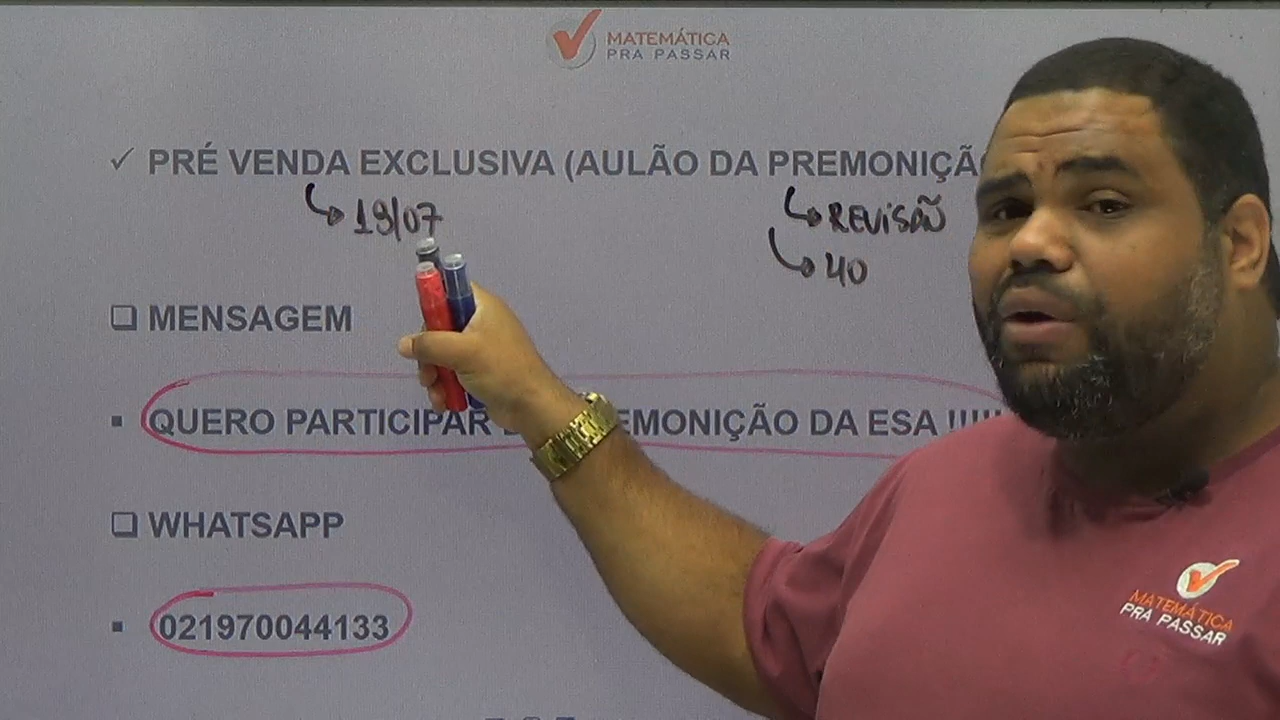 MATEMÁTICA
PRA PASSAR
✓ PRÉ VENDA EXCLUSIVA (AULÃO DA PREMONIÇÃ
19/07
REVISÃO
40
MENSAGEM
QUERO PARTICIPAR EMONIÇÃO DA ESA !!!!
WHATSAPP
021970044133
MATEMÁTICA
PRA PASSAR